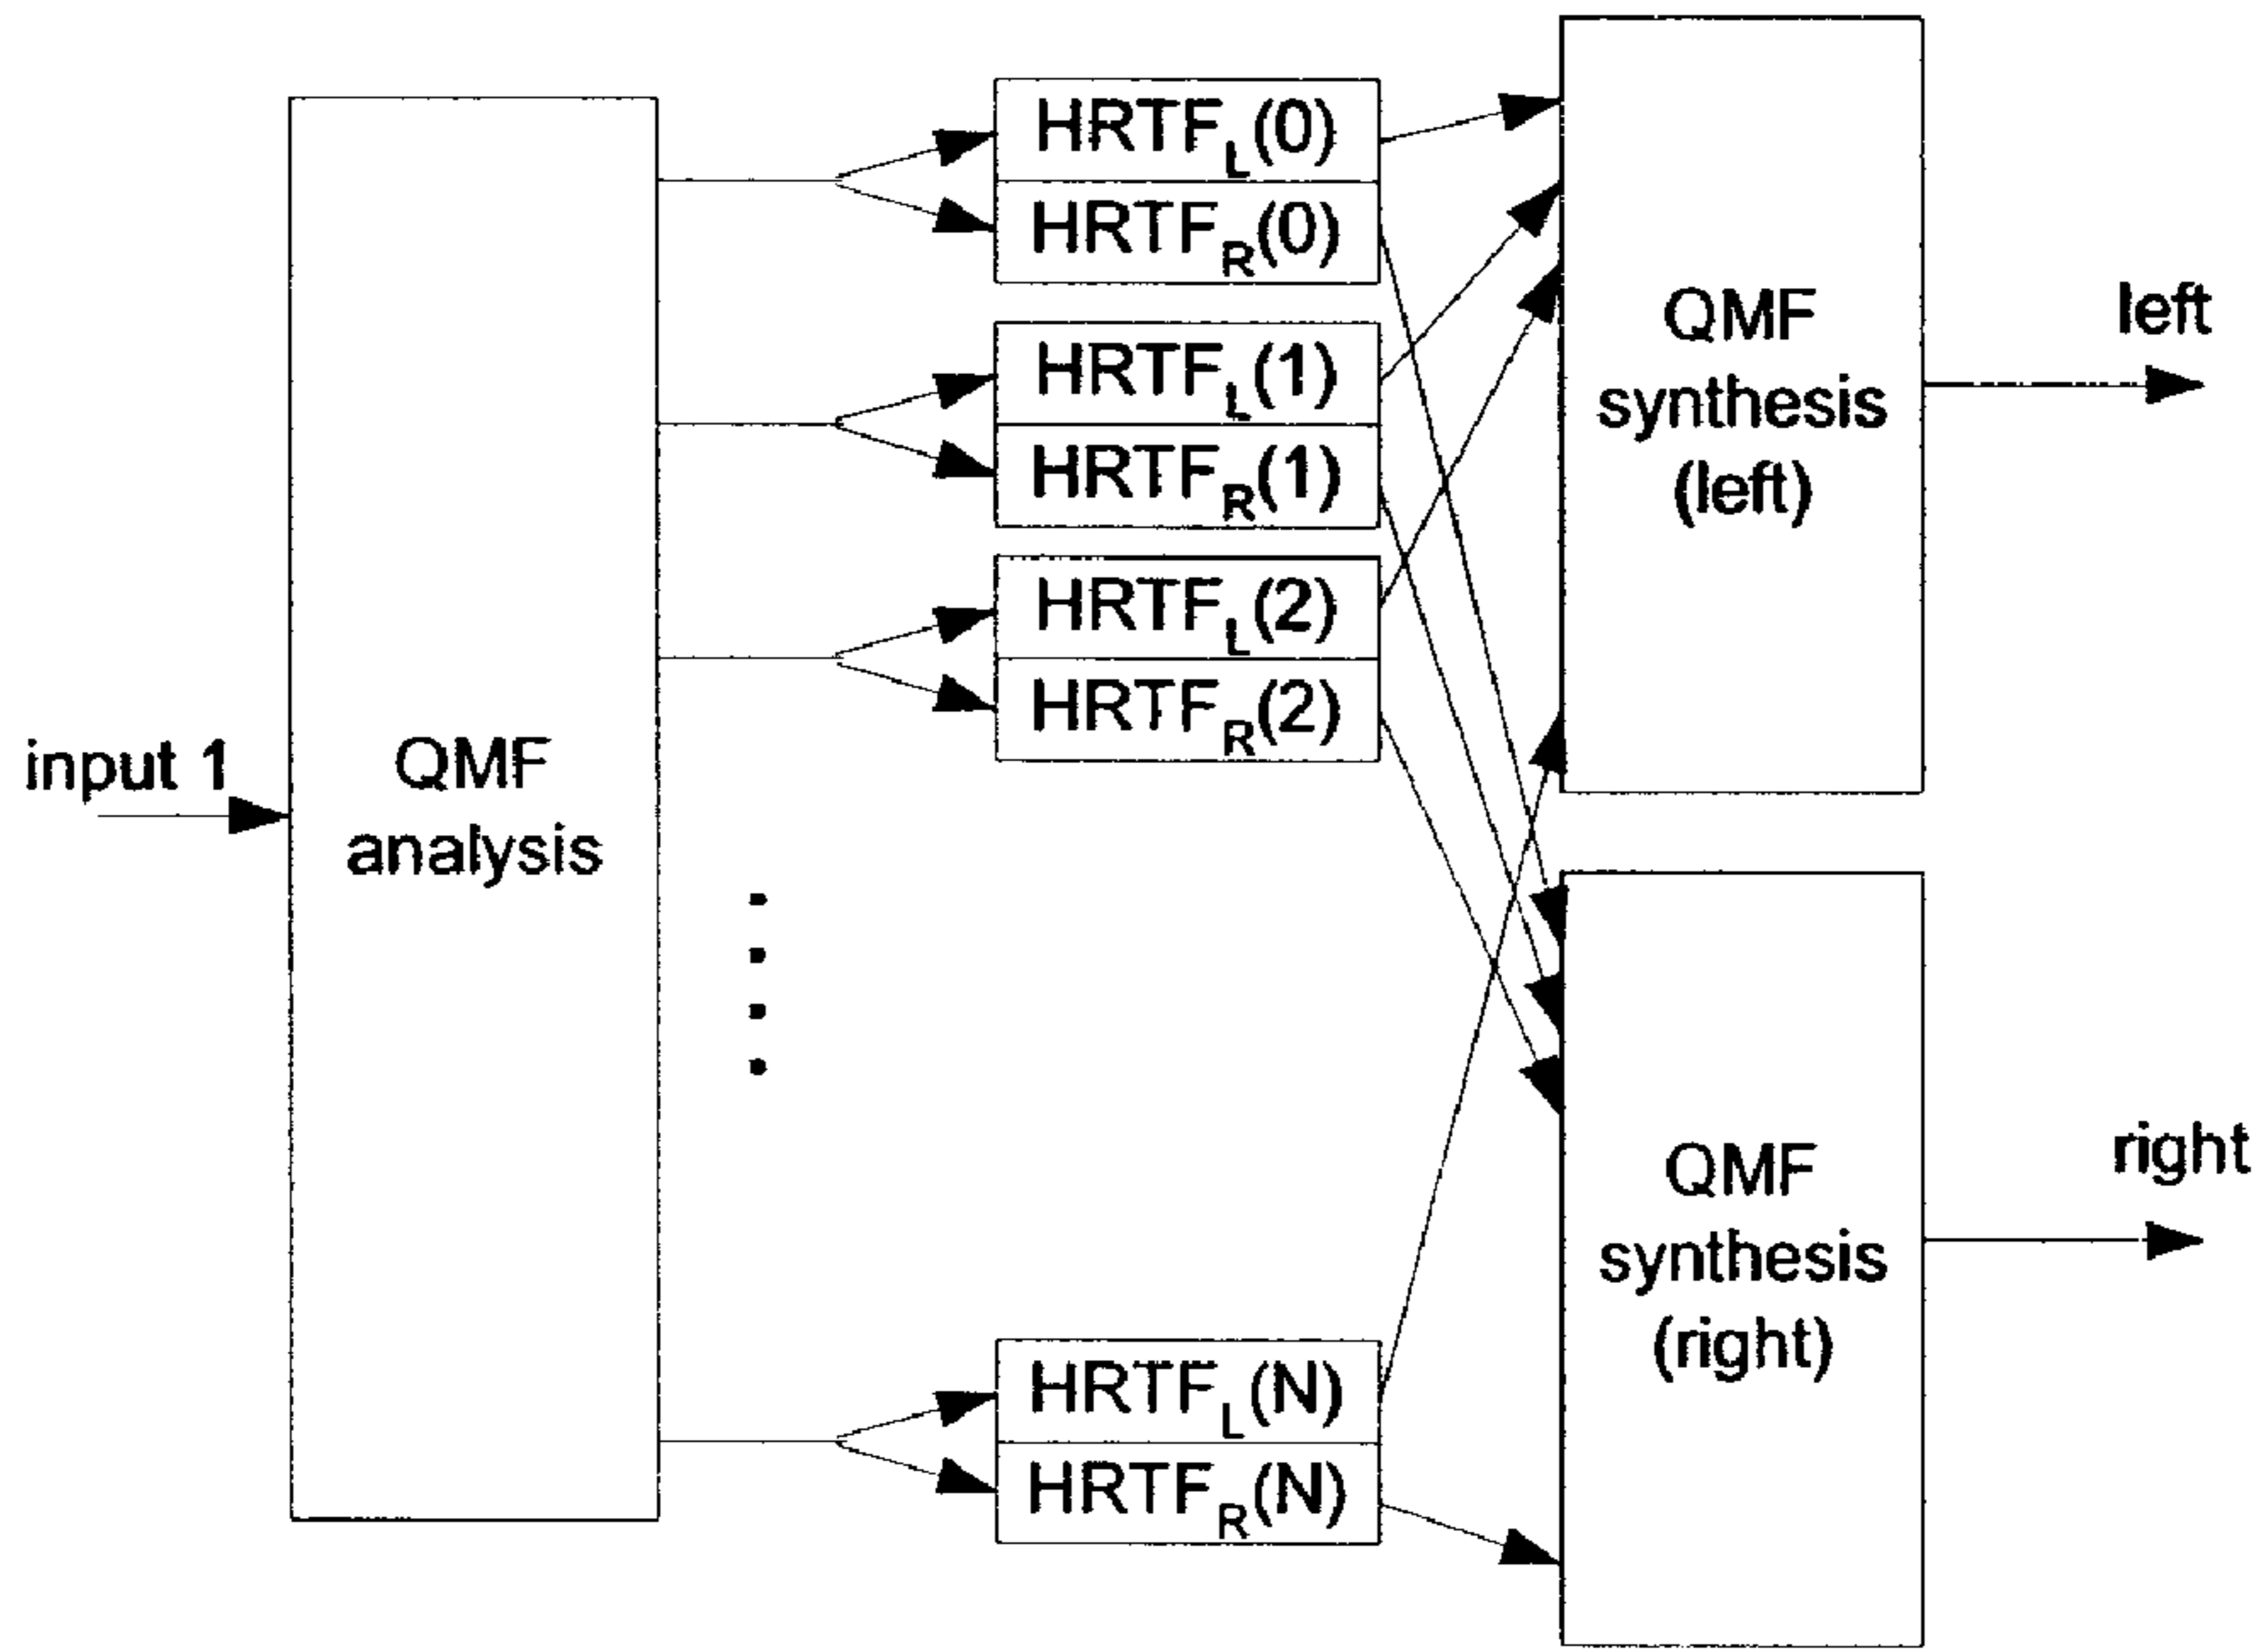 input 1
QMF
analysis
HRTF_L(0)
HRTF_R(0)
HRTF_L(1)
HRTF_R(1)
HRTF_L(2)
HRTF_R(2)
HRTF_L(N)
HRTF_R(N)
QMF
synthesis
(left)
left
QMF
synthesis
(right)
right